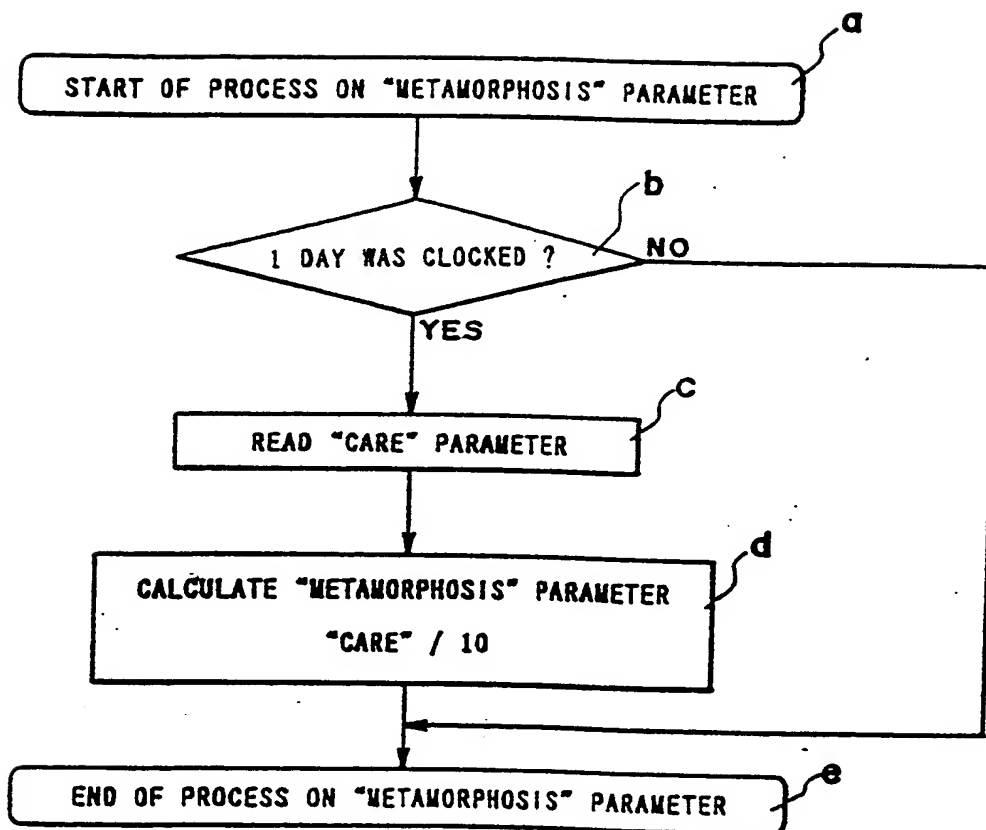 a
START OF PROCESS ON "METAMORPHOSIS" PARAMETER
b
1 DAY WAS CLOCKED ?
NO
YES
c
READ "CARE" PARAMETER
d
CALCULATE "METAMORPHOSIS" PARAMETER
"CARE" / 10
END OF PROCESS ON "METAMORPHOSIS" PARAMETER
e